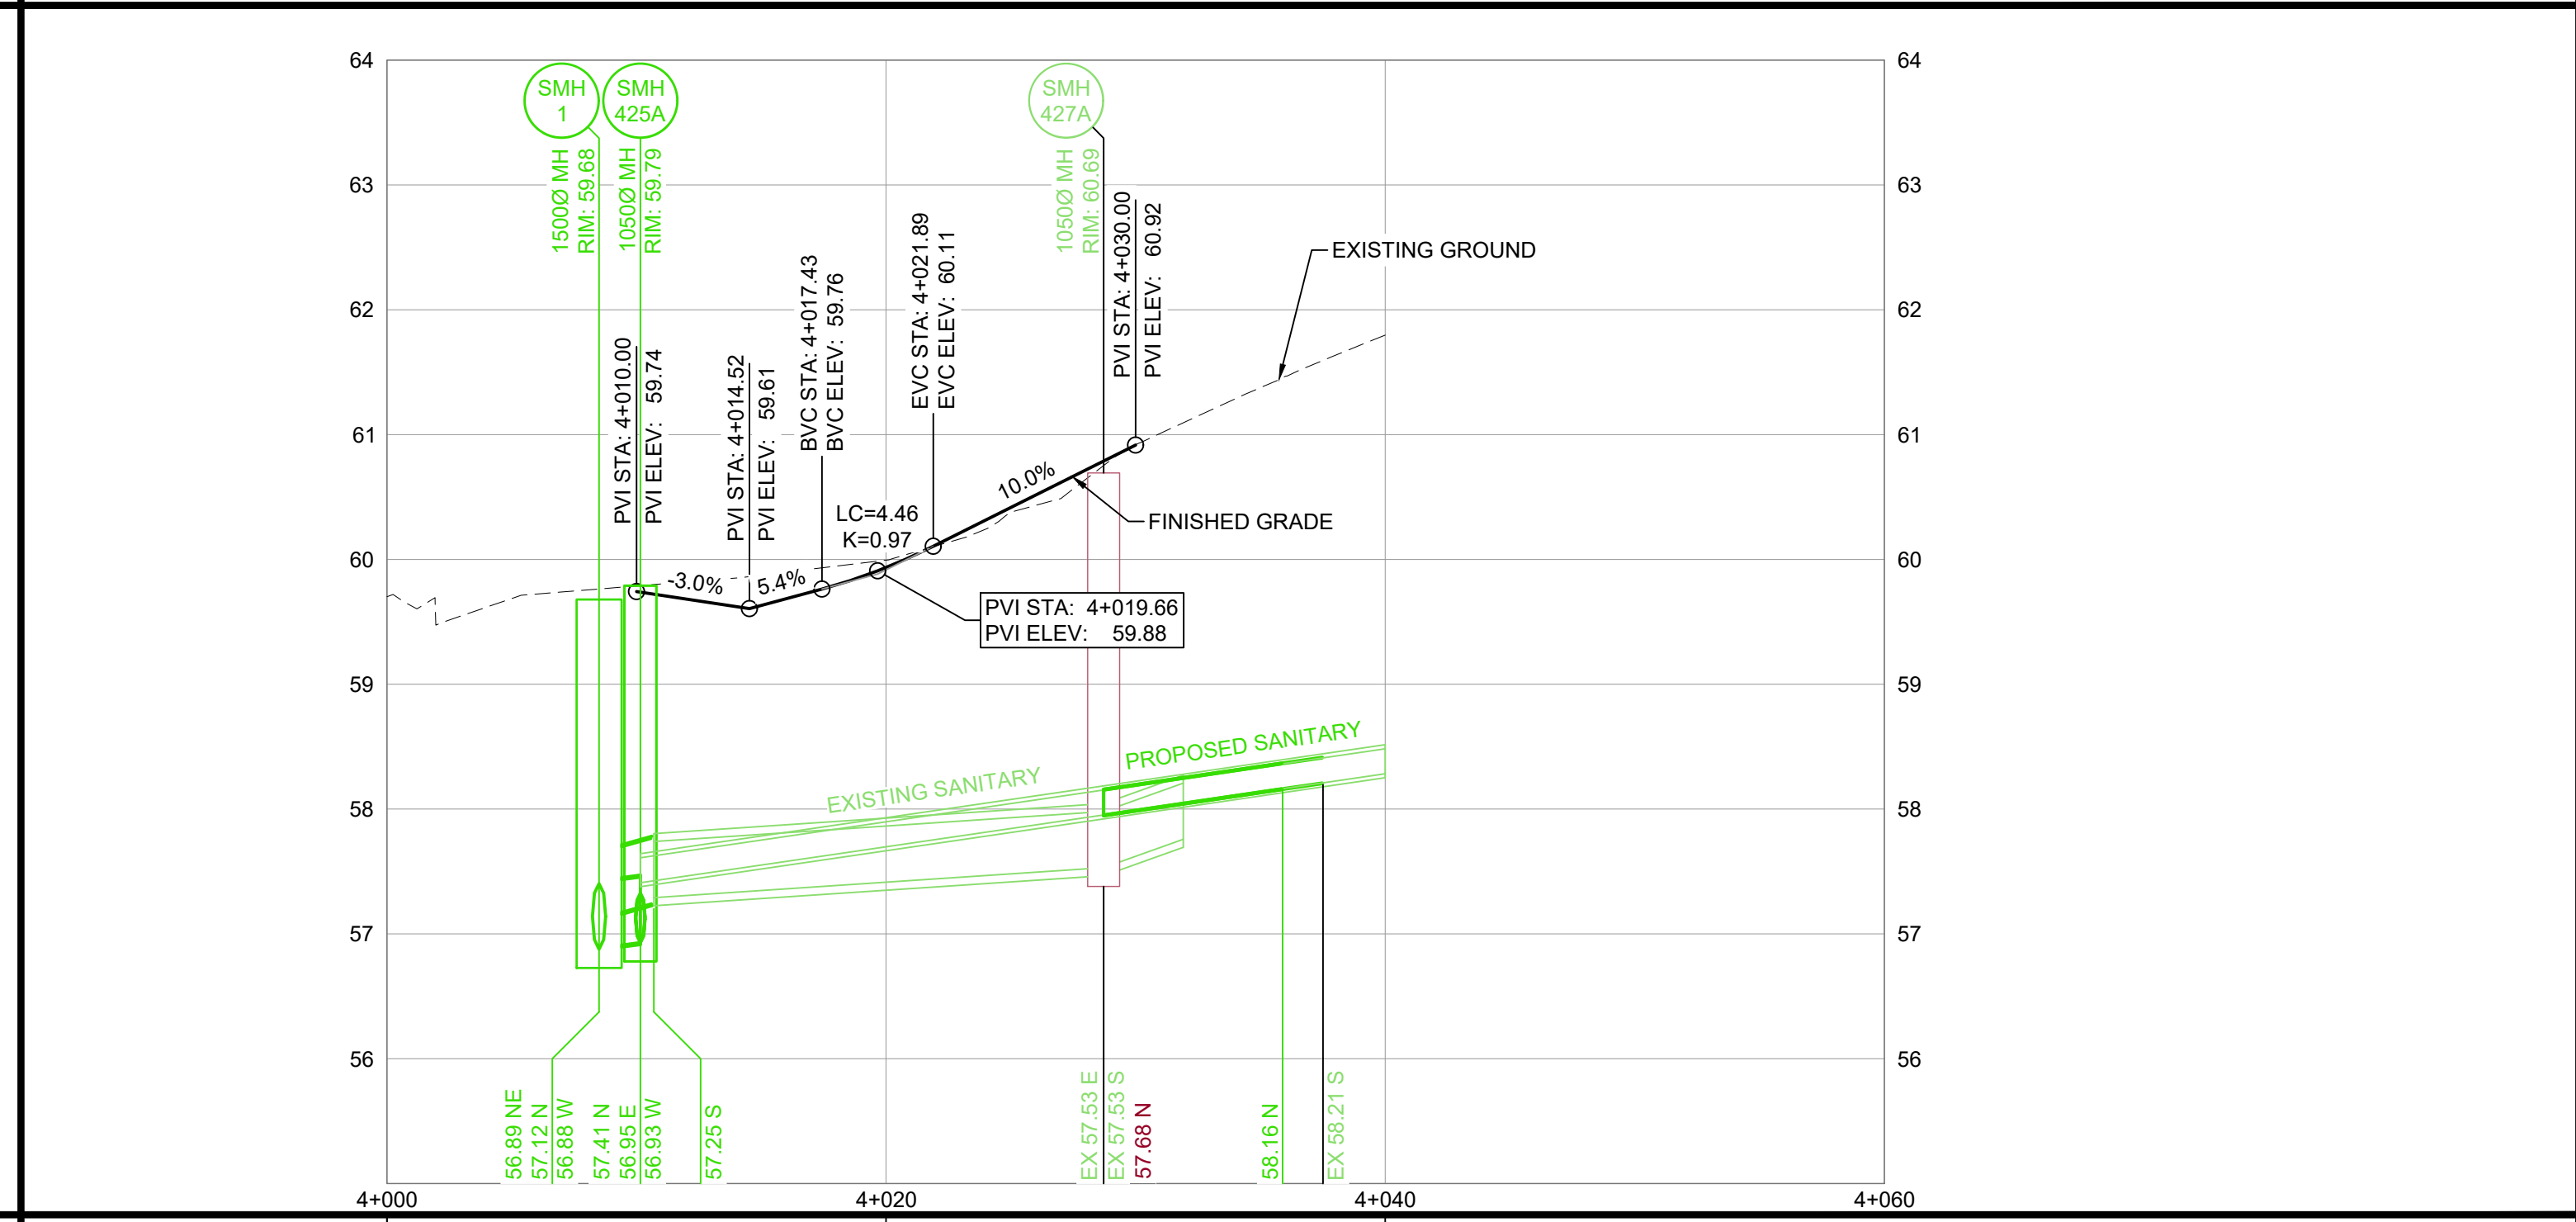 64
64
SMH
1
SMH
425A
SMH
427A
1500Ø MH
RIM: 59.68
1050Ø MH
RIM: 59.79
1050Ø MH
RIM: 60.69
63
63
PVI STA: 4+030.00
PVI ELEV: 60.92
EXISTING GROUND
EVC STA: 4+021.89
EVC ELEV: 60.11
BVC STA: 4+017.43
BVC ELEV: 59.76
62
62
PVI STA: 4+010.00
PVI ELEV: 59.74
PVI STA: 4+014.52
PVI ELEV: 59.61
61
61
10.0%
LC=4.46
K=0.97
FINISHED GRADE
60
60
-3.0%
5.4%
PVI STA: 4+019.66
PVI ELEV: 59.88
59
59
PROPOSED SANITARY
EXISTING SANITARY
58
58
57
57
56
56
56.89 NE
57.12 N
56.88 W
57.41 N
56.95 E
56.93 W
57.25 S
EX 57.53 E
EX 57.53 S
57.68 N
58.16 N
EX 58.21 S
4+000
4+020
4+040
4+060